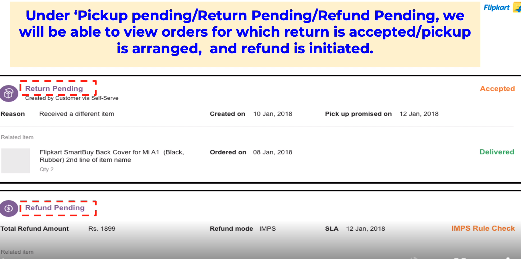 Under ‘Pickup pending/Return Pending/Refund Pending, we
will be able to view orders for which return is accepted/pickup
is arranged, and refund is initiated.
Flipkart
Return Pending
Accepted
Created by Customer via Self-Serve
Reason Received a different item Created on 10 Jan, 2018 Pick up promised on 12 Jan, 2018
Related item
Flipkart SmartBuy Back Cover for Mi A1 (Black, Ordered on 08 Jan, 2018 Delivered
Rubber) 2nd line of item name
Refund Pending
Total Refund Amount Rs. 1899 Refund mode IMPS SLA 12 Jan, 2018 IMPS Rule Check
Related item